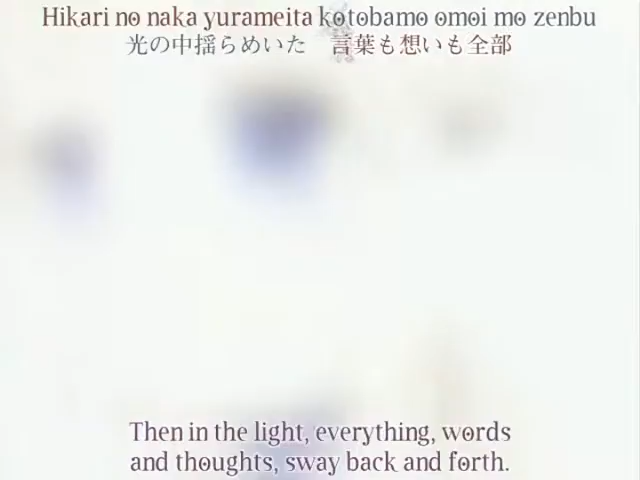 Hikari no naka yurameita kotobamo omoi mo zenbu
光の中揺らめいた　言葉も想いも全部
Then in the light, everything, words
and thoughts, sway back and forth.